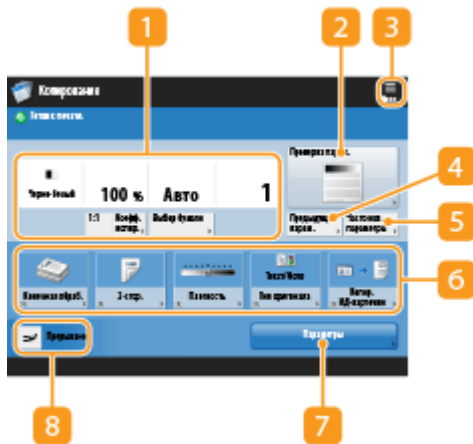 1
2
3
Копирование
Готов к печати.
Проверка парам.
Черно-белый
100 %
Авто
1
1:1
Коэфф. копир.
Выбор бумаги
Предыдущ. парам.
Частонисп. параметры
4
5
Конечная обраб.
2-стор.
Плотность
Текст/Фото
Тип оригинала
Копир. ИД-карточки
6
Прерывание
Параметры
8
7